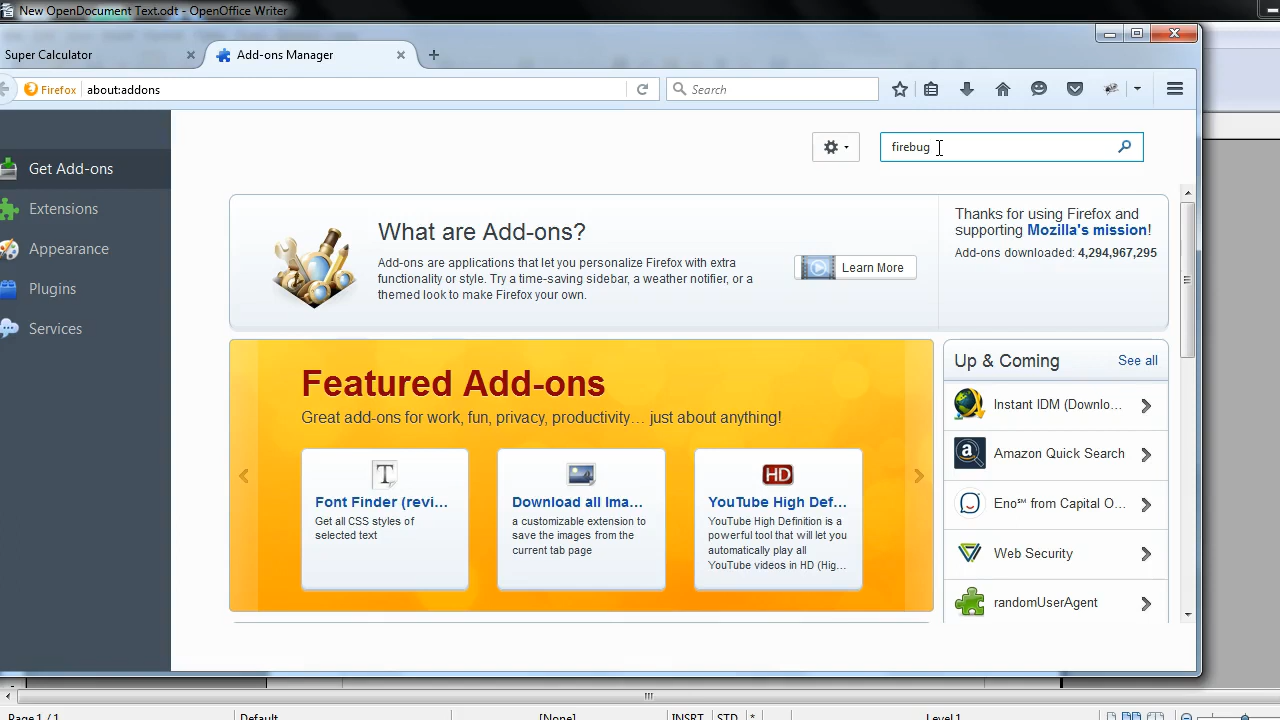 New OpenDocument Text.odt - OpenOffice Writer
Super Calculator
Add-ons Manager
Firefox
about:addons
Search
firebug
Get Add-ons
Extensions
Appearance
Plugins
Services
What are Add-ons?
Add-ons are applications that let you personalize Firefox with extra
functionality or style. Try a time-saving sidebar, a weather notifier, or a
themed look to make Firefox your own.
Learn More
Thanks for using Firefox and
supporting Mozilla's mission!
Add-ons downloaded: 4,294,967,295
Featured Add-ons
Great add-ons for work, fun, privacy, productivity… just about anything!
T
Font Finder (revi...
Get all CSS styles of
selected text
Download all Ima...
a customizable extension to
save the images from the
current tab page
HD
YouTube High Def...
YouTube High Definition is a
powerful tool that will let you
automatically play all
YouTube videos in HD (Hig...
Up & Coming
See all
Instant IDM (Downlo...
Amazon Quick Search
Eno℠ from Capital O...
Web Security
randomUserAgent
Page 1 / 1
Default
[None]
INSRT
STD
*
Level 1